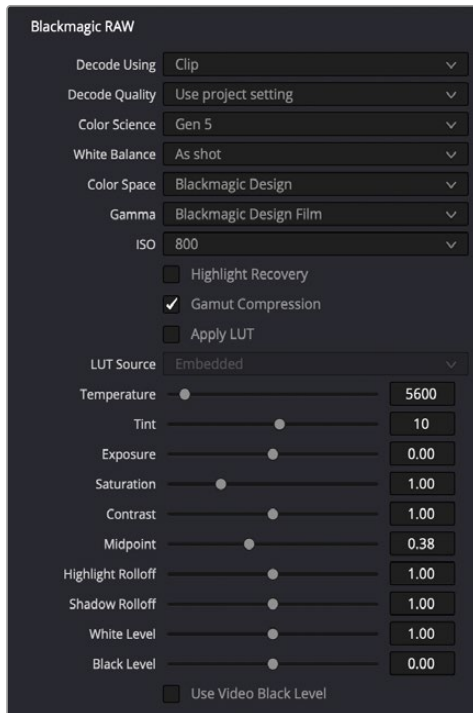 Blackmagic RAW
Decode Using Clip
Decode Quality Use project setting
Color Science Gen 5
White Balance As shot
Color Space Blackmagic Design
Gamma Blackmagic Design Film
ISO 800
Highlight Recovery
Gamut Compression
Apply LUT
LUT Source Embedded
Temperature 5600
Tint 10
Exposure 0.00
Saturation 1.00
Contrast 1.00
Midpoint 0.38
Highlight Rolloff 1.00
Shadow Rolloff 1.00
White Level 1.00
Black Level 0.00
Use Video Black Level